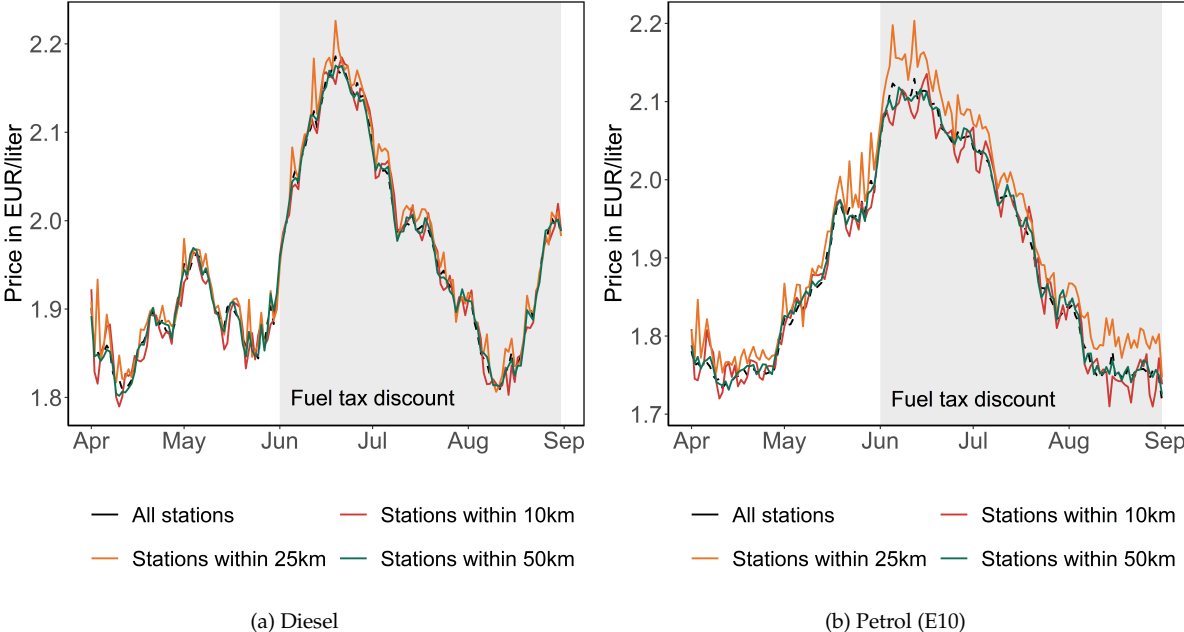 Price in EUR/liter
2.2
2.1
2.0
1.9
1.8
Fuel tax discount
Apr May Jun Jul Aug Sep
All stations
Stations within 10km
Stations within 25km
Stations within 50km
(a) Diesel
Price in EUR/liter
2.2
2.1
2.0
1.9
1.8
1.7
Fuel tax discount
Apr May Jun Jul Aug Sep
All stations
Stations within 10km
Stations within 25km
Stations within 50km
(b) Petrol (E10)